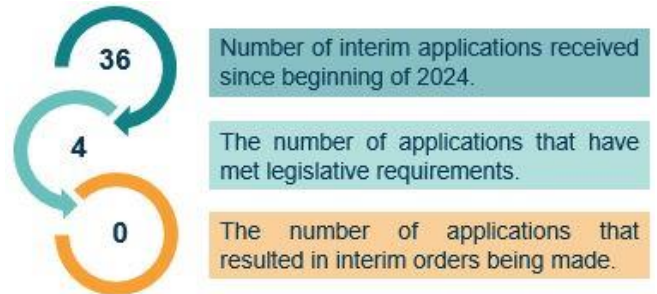 36
Number of interim applications received
since beginning of 2024.
4
The number of applications that have
met legislative requirements.
0
The number of applications that
resulted in interim orders being made.